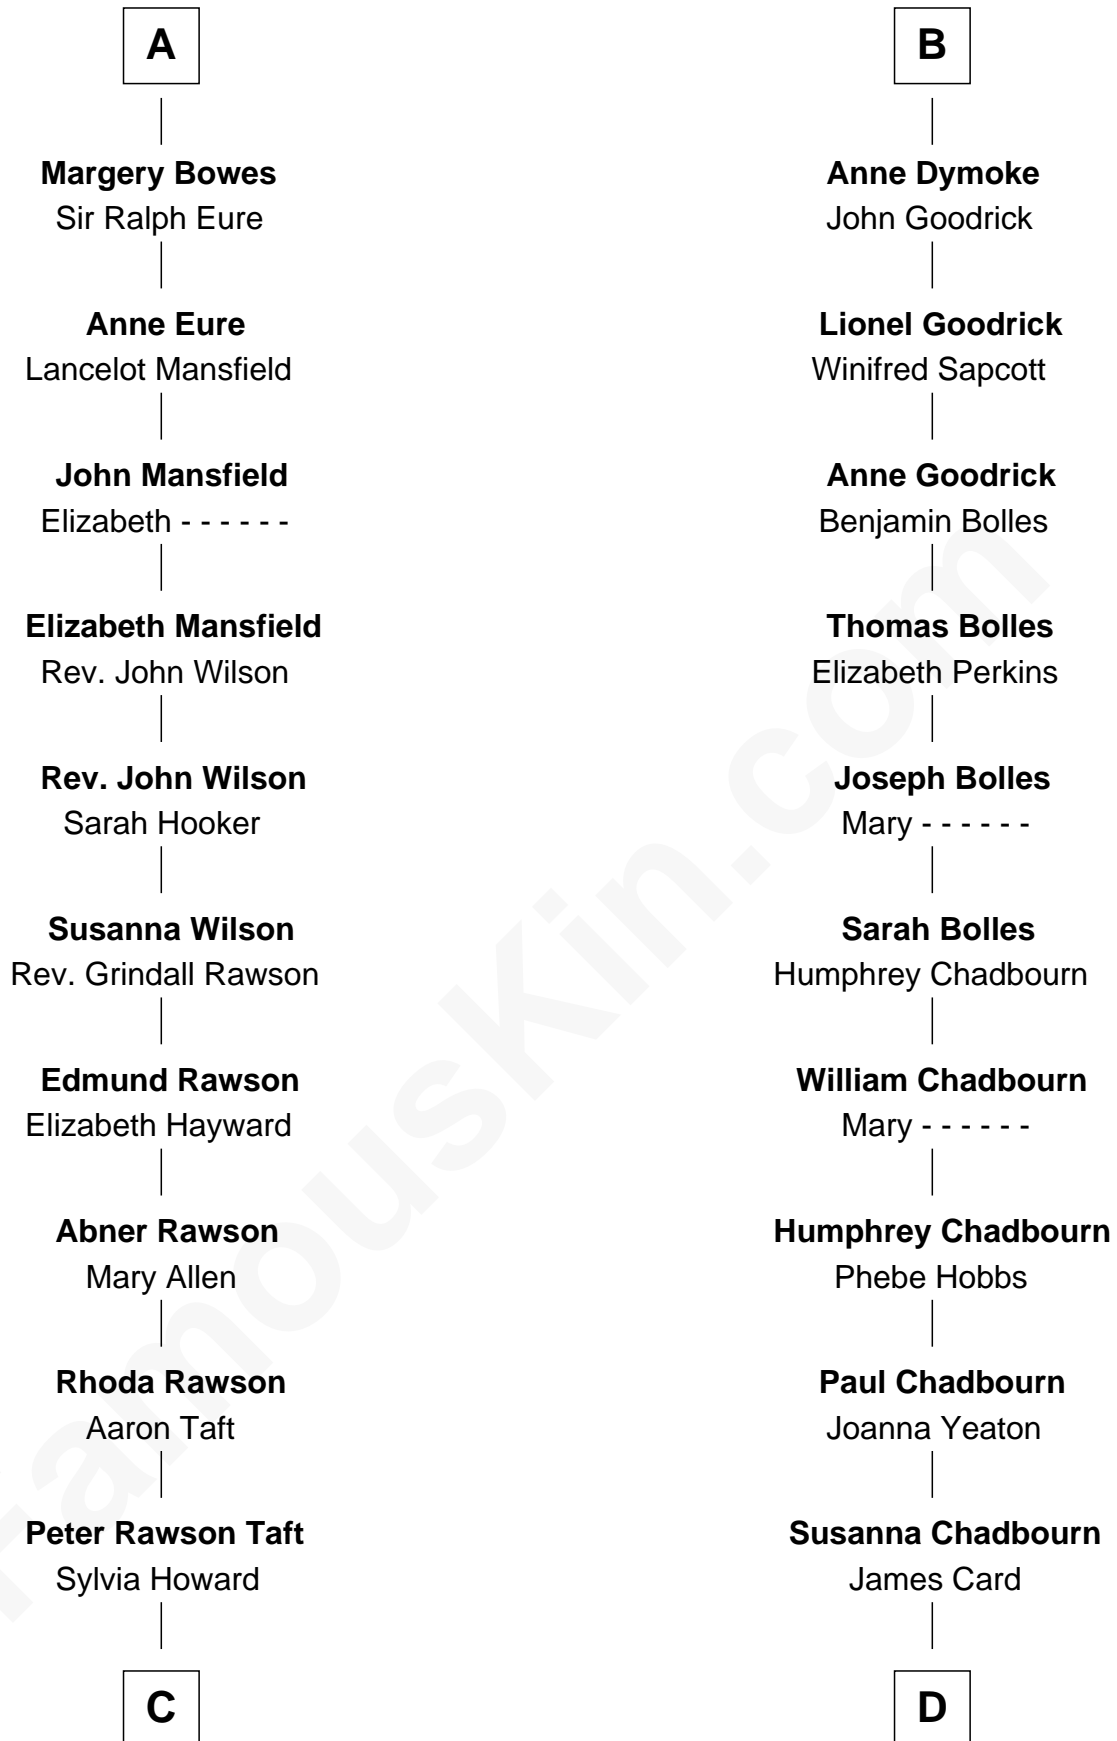 A
Margery Bowes
Sir Ralph Eure
Anne Eure
Lancelot Mansfield
John Mansfield
Elizabeth - - - - - -
Elizabeth Mansfield
Rev. John Wilson
Rev. John Wilson
Sarah Hooker
Susanna Wilson
Rev. Grindall Rawson
Edmund Rawson
Elizabeth Hayward
Abner Rawson
Mary Allen
Rhoda Rawson
Aaron Taft
Peter Rawson Taft
Sylvia Howard
C
B
Anne Dymoke
John Goodrick
Lionel Goodrick
Winifred Sapcott
Anne Goodrick
Benjamin Bolles
Thomas Bolles
Elizabeth Perkins
Joseph Bolles
Mary - - - - - -
Sarah Bolles
Humphrey Chadbourn
William Chadbourn
Mary - - - - - -
Humphrey Chadbourn
Phebe Hobbs
Paul Chadbourn
Joanna Yeaton
Susanna Chadbourn
James Card
D
FamousKin.com